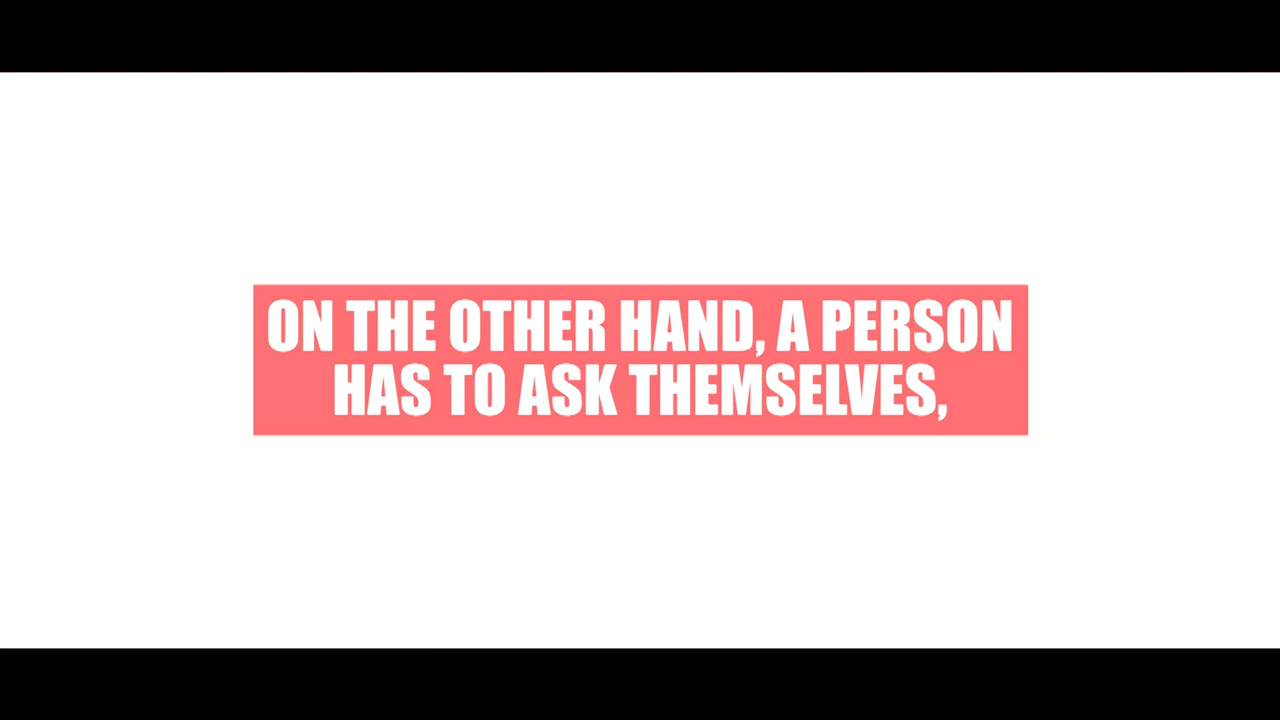 ON THE OTHER HAND, A PERSON
HAS TO ASK THEMSELVES,